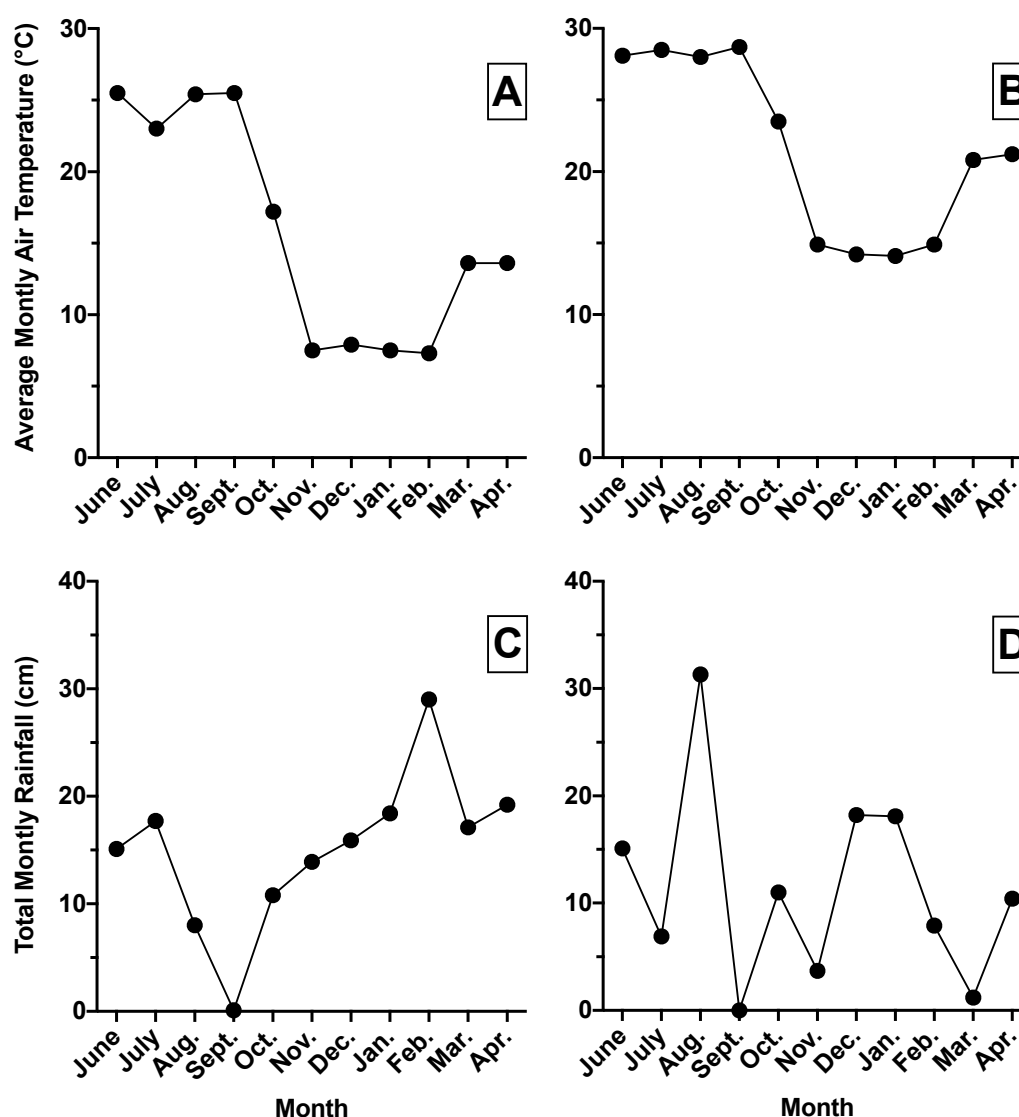 Average Montly Air Temperature (°C)
30
20
10
0
A
June July Aug. Sept. Oct. Nov. Dec. Jan. Feb. Mar. Apr.
30
20
10
0
B
June July Aug. Sept. Oct. Nov. Dec. Jan. Feb. Mar. Apr.
Total Montly Rainfall (cm)
40
30
20
10
0
C
June July Aug. Sept. Oct. Nov. Dec. Jan. Feb. Mar. Apr.
Month
40
30
20
10
0
D
June July Aug. Sept. Oct. Nov. Dec. Jan. Feb. Mar. Apr.
Month